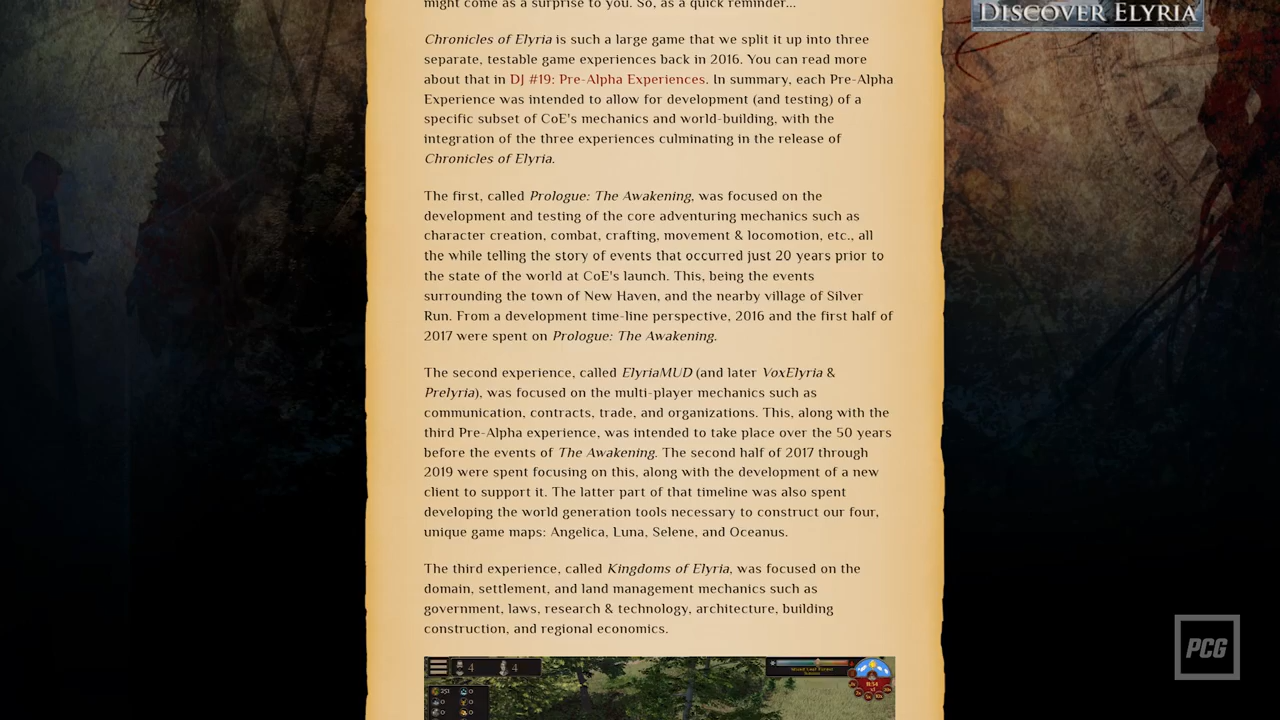 might come as a surprise to you. So, as a quick reminder...
DISCOVER ELYRIA
Chronicles of Elyria is such a large game that we split it up into three
separate, testable game experiences back in 2016. You can read more
about that in DJ #19: Pre-Alpha Experiences. In summary, each Pre-Alpha
Experience was intended to allow for development (and testing) of a
specific subset of CoE's mechanics and world-building, with the
integration of the three experiences culminating in the release of
Chronicles of Elyria.
The first, called Prologue: The Awakening, was focused on the
development and testing of the core adventuring mechanics such as
character creation, combat, crafting, movement & locomotion, etc., all
the while telling the story of events that occurred just 20 years prior to
the state of the world at CoE's launch. This, being the events
surrounding the town of New Haven, and the nearby village of Silver
Run. From a development time-line perspective, 2016 and the first half of
2017 were spent on Prologue: The Awakening.
The second experience, called ElyriaMUD (and later VoxElyria &
Prelyria), was focused on the multi-player mechanics such as
communication, contracts, trade, and organizations. This, along with the
third Pre-Alpha experience, was intended to take place over the 50 years
before the events of The Awakening. The second half of 2017 through
2019 were spent focusing on this, along with the development of a new
client to support it. The latter part of that timeline was also spent
developing the world generation tools necessary to construct our four,
unique game maps: Angelica, Luna, Selene, and Oceanus.
The third experience, called Kingdoms of Elyria, was focused on the
domain, settlement, and land management mechanics such as
government, laws, research & technology, architecture, building
construction, and regional economics.
PCG
4 4
251 0
0 0
0 0